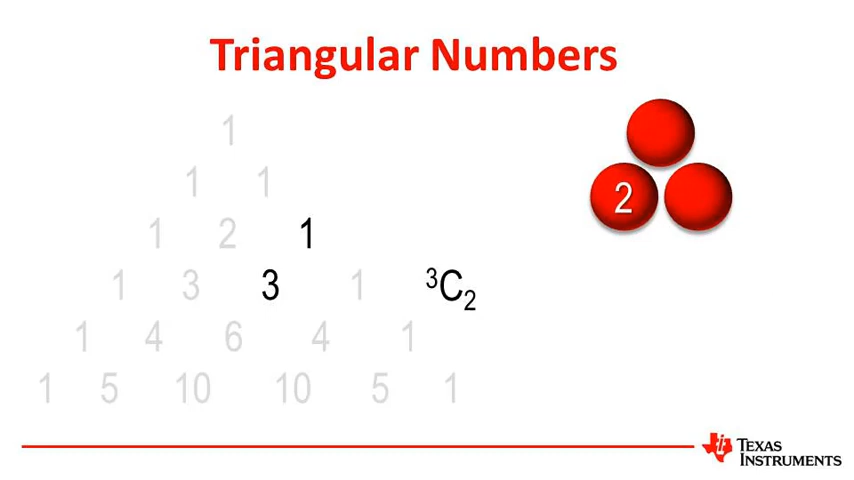 Triangular Numbers
1
1 1
2
1 2 1
1 3 3 1 ³C₂
1 4 6 4 1
1 5 10 10 5 1
TEXAS
INSTRUMENTS